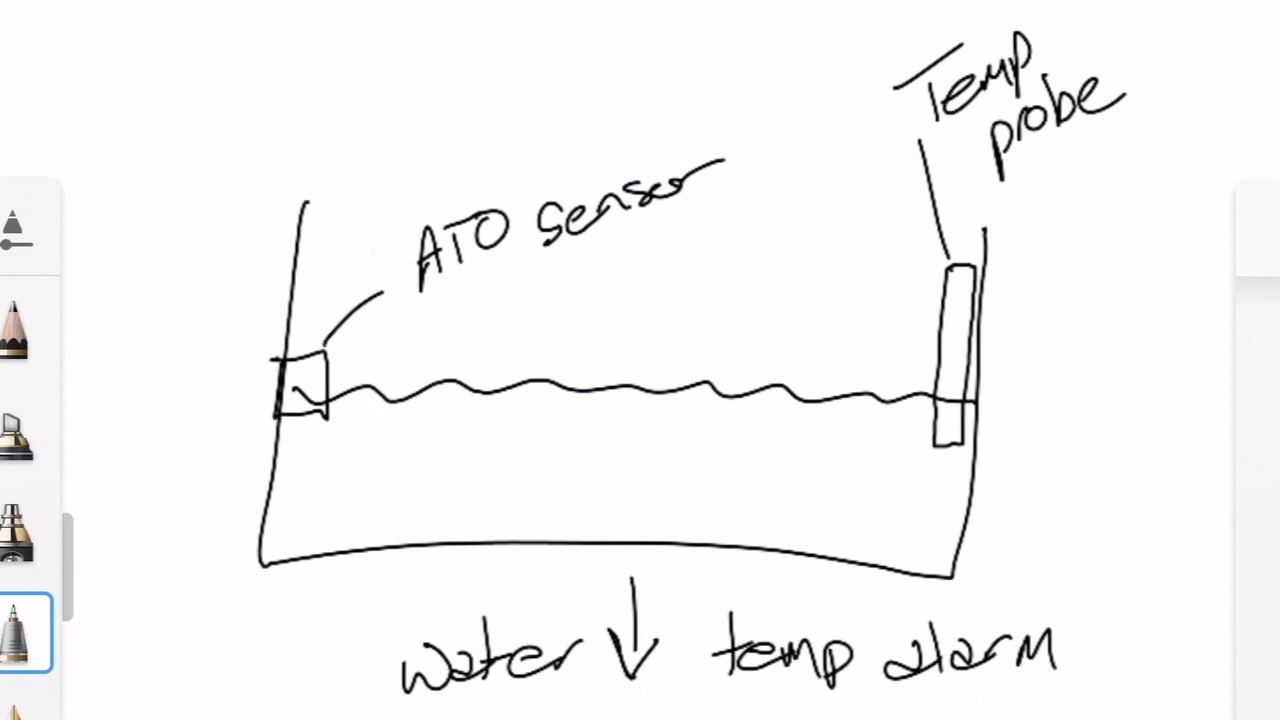 Temp
probe
ATO sensor
water ↓ temp alarm